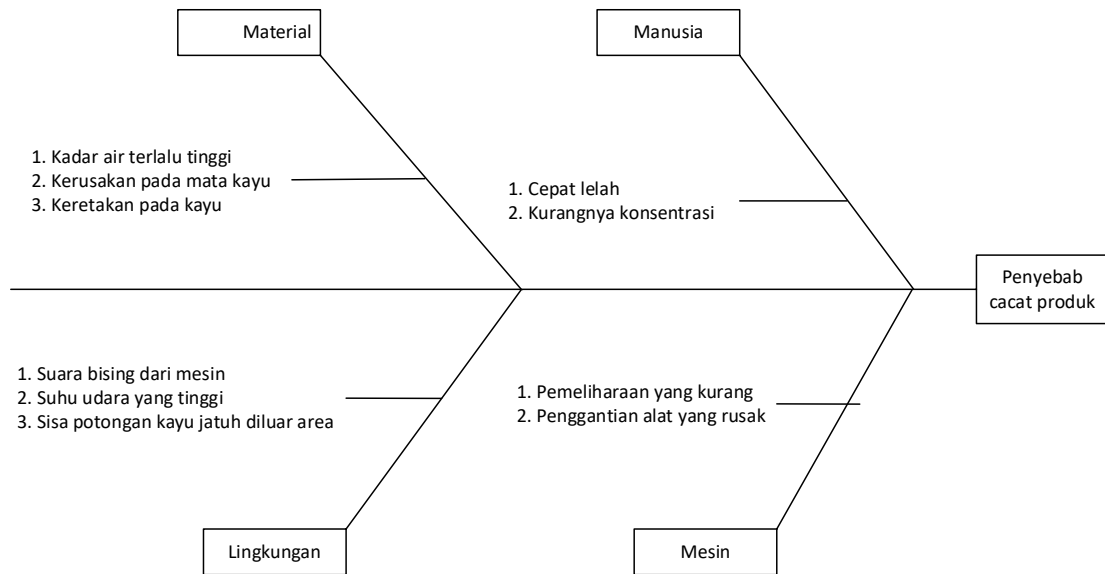 Material
Manusia
1. Kadar air terlalu tinggi
2. Kerusakan pada mata kayu
3. Keretakan pada kayu
1. Cepat lelah
2. Kurangnya konsentrasi
Penyebab
cacat produk
1. Suara bising dari mesin
2. Suhu udara yang tinggi
3. Sisa potongan kayu jatuh diluar area
1. Pemeliharaan yang kurang
2. Penggantian alat yang rusak
Lingkungan
Mesin